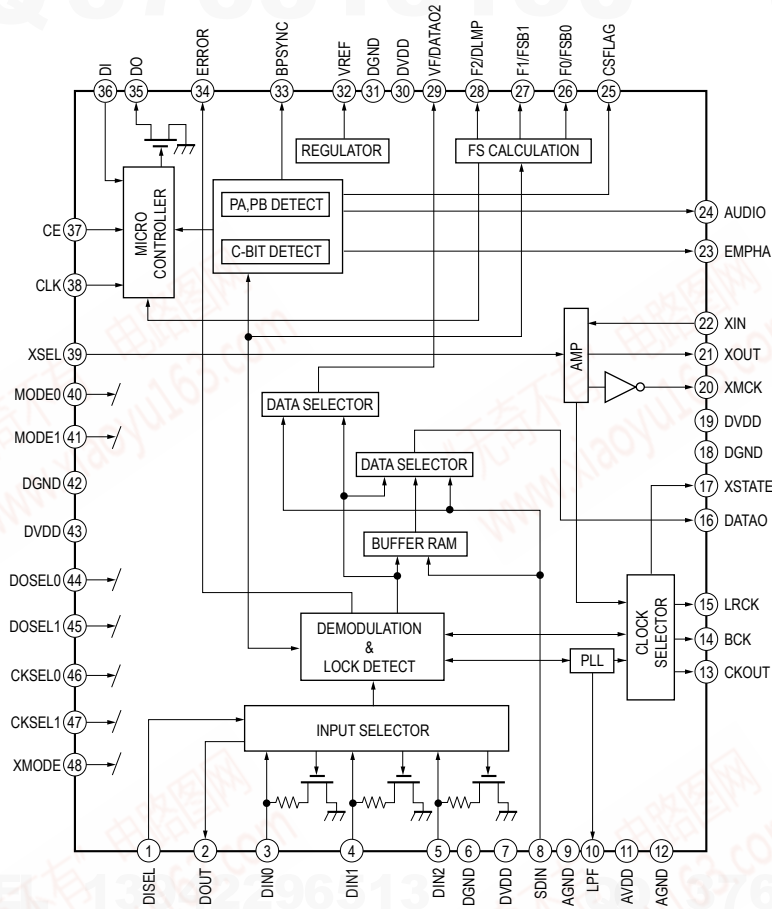 DI
DO
ERROR
BPSYNC
VREF
DGND
DVDD
VF/DATAO2
F2/DLMP
F1/FSB1
F0/FSB0
CSFLAG
36
35
34
33
32
31
30
29
28
27
26
25
REGULATOR
FS CALCULATION
MICRO
CONTROLLER
PA,PB DETECT
C-BIT DETECT
CE 37
CLK 38
XSEL 39
MODE0 40
MODE1 41
DGND 42
DVDD 43
DOSEL0 44
DOSEL1 45
CKSEL0 46
CKSEL1 47
XMODE 48
24 AUDIO
23 EMPHA
22 XIN
21 XOUT
20 XMCK
19 DVDD
18 DGND
17 XSTATE
16 DATAO
15 LRCK
14 BCK
13 CKOUT
AMP
DATA SELECTOR
DATA SELECTOR
BUFFER RAM
DEMODULATION
&
LOCK DETECT
PLL
CLOCK
SELECTOR
INPUT SELECTOR
1
2
3
4
5
6
7
8
9
10
11
12
DISEL
DOUT
DIN0
DIN1
DIN2
DGND
DVDD
SDIN
AGND
LPF
AVDD
AGND
www.xiaoyu163.com